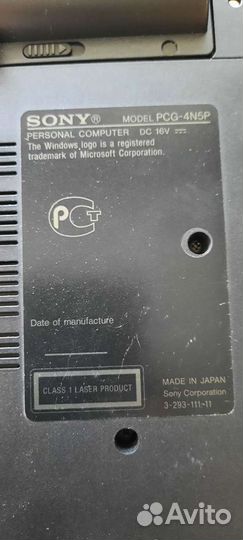 SONY® MODEL PCG-4N5P
PERSONAL COMPUTER DC 16V
The Windows logo is a registered
trademark of Microsoft Corporation.
РСТ
Date of manufacture
CLASS 1 LASER PRODUCT
MADE IN JAPAN
Sony Corporation
3-293-111-11
Avito